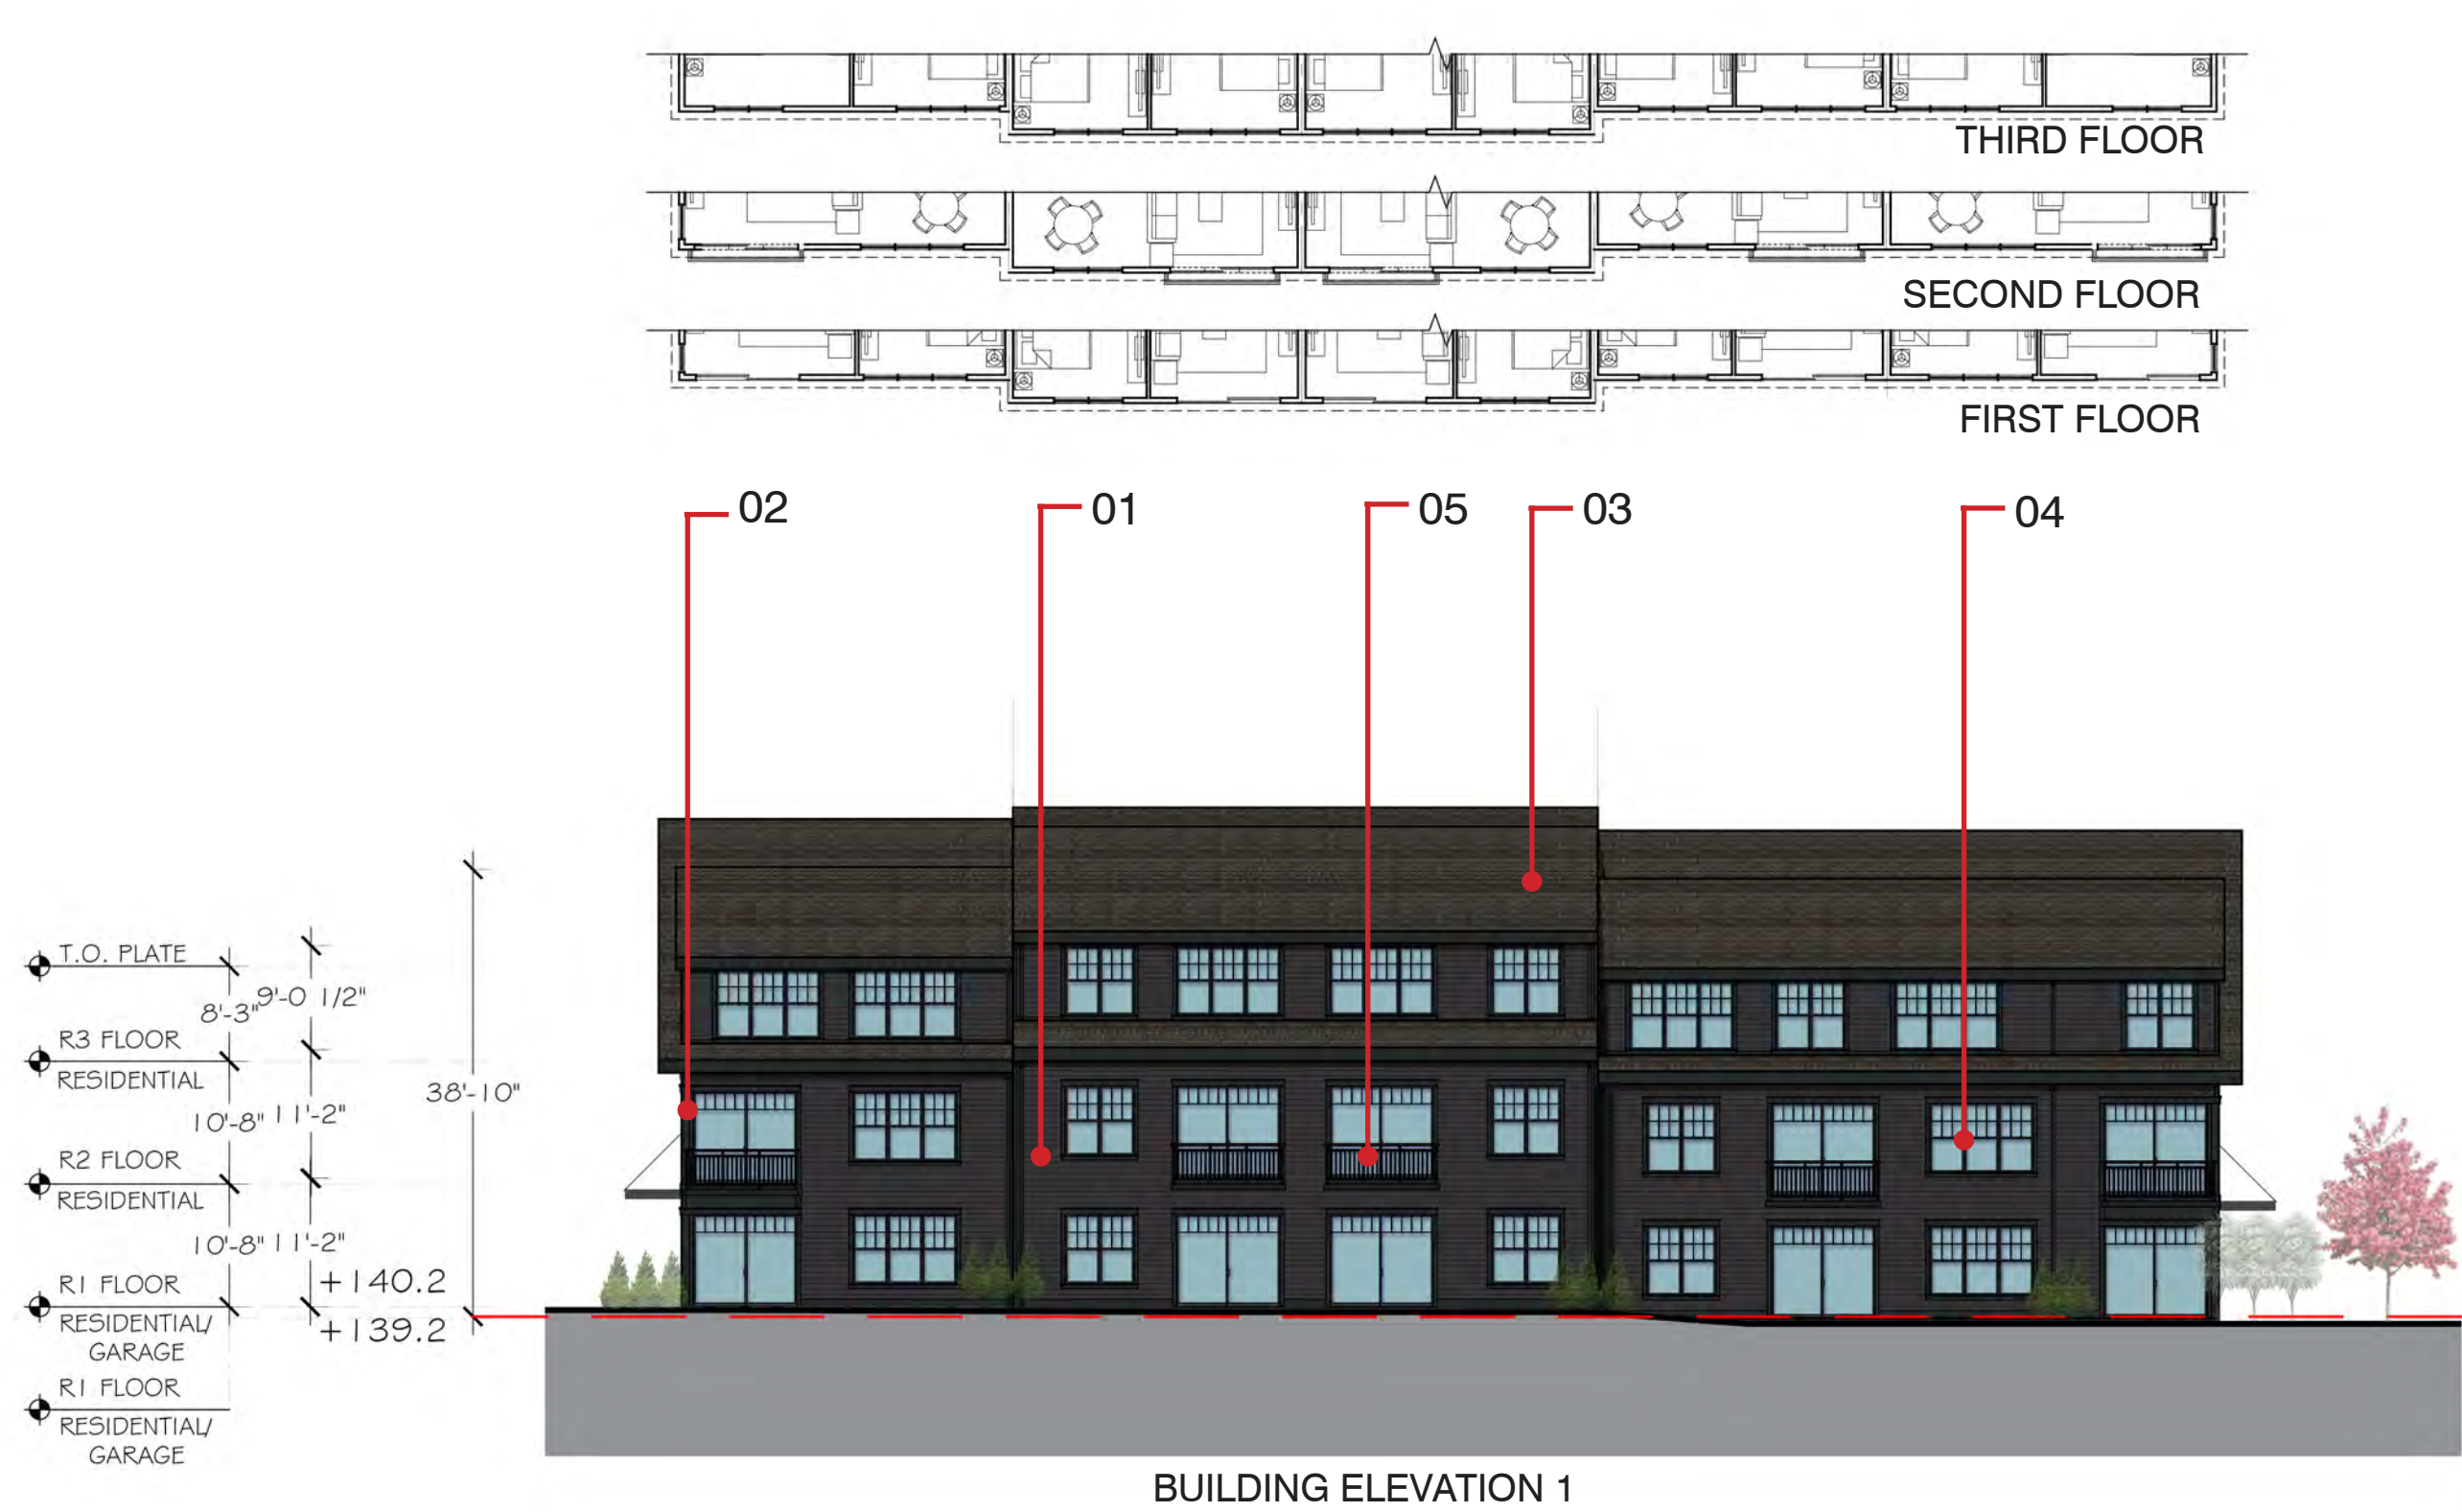 THIRD FLOOR
SECOND FLOOR
FIRST FLOOR
02
01
05
03
04
T.O. PLATE
8'-3"
9'-0 1/2"
R3 FLOOR
RESIDENTIAL
10'-8"
11'-2"
38'-10"
R2 FLOOR
RESIDENTIAL
10'-8"
11'-2"
R1 FLOOR
+140.2
RESIDENTIAL/
GARAGE
+139.2
R1 FLOOR
RESIDENTIAL/
GARAGE
BUILDING ELEVATION 1